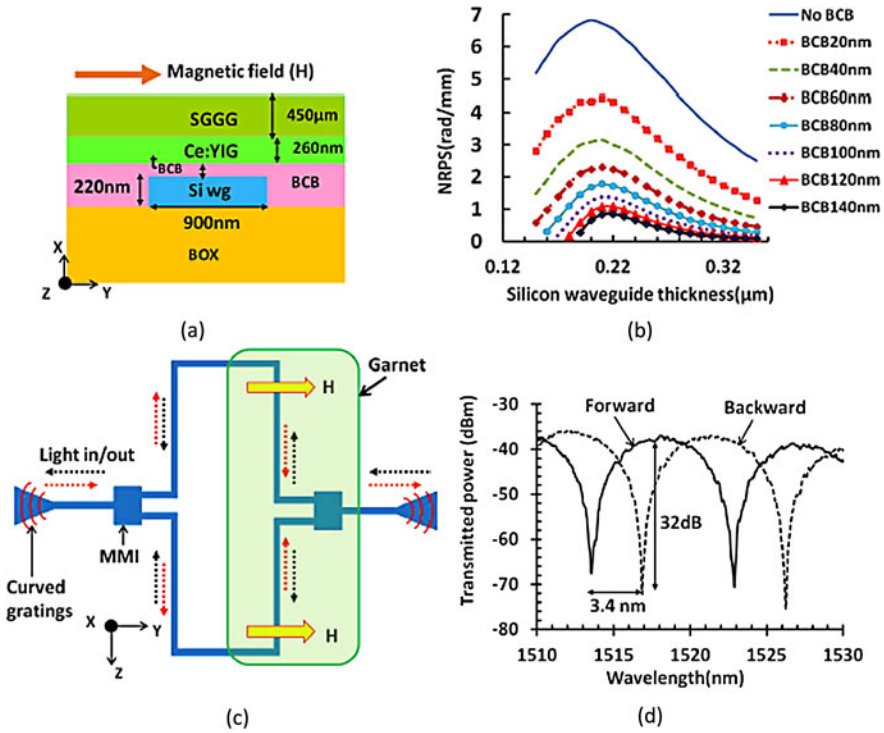 Magnetic field (H)
SGGG
450μm
Ce:YIG
260nm
tBCB
220nm
Si wg
BCB
900nm
BOX
X
Z
Y
(a)
NRPS(rad/mm)
7
6
5
4
3
2
1
0
0.12
0.22
0.32
Silicon waveguide thickness(μm)
No BCB
BCB20nm
BCB40nm
BCB60nm
BCB80nm
BCB100nm
BCB120nm
BCB140nm
(b)
Garnet
H
Light in/out
MMI
Curved
gratings
H
X
Y
Z
(c)
Transmitted power (dBm)
-30
-40
-50
-60
-70
-80
Forward
Backward
32dB
3.4 nm
1510
1515
1520
1525
1530
Wavelength(nm)
(d)